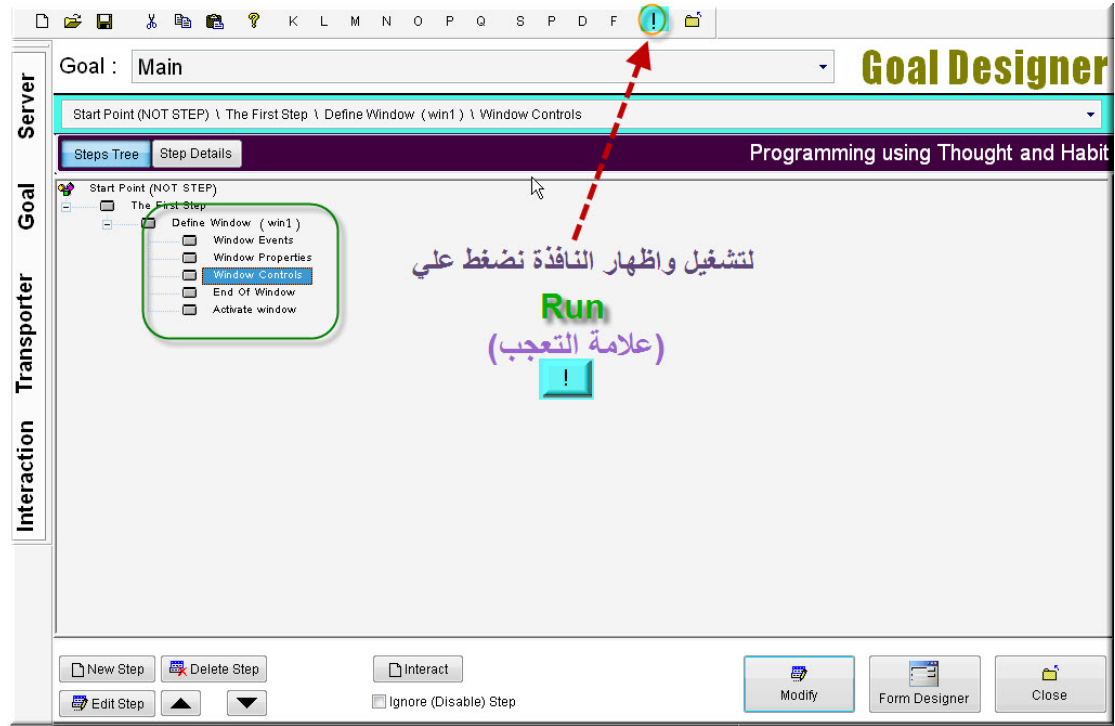 K L M N O P Q S P D F !
Goal : Main
Goal Designer
Start Point (NOT STEP) \ The First Step \ Define Window ( win1 ) \ Window Controls
Steps Tree Step Details
Programming using Thought and Habit
Server
Goal
Transporter
Interaction
Start Point (NOT STEP)
The First Step
Define Window ( win1 )
Window Events
Window Properties
Window Controls
End Of Window
Activate window
لتشغيل واظهار النافذة نضغط علي
Run
(علامة التعجب)
!
New Step Delete Step Interact
Edit Step Ignore (Disable) Step
Modify Form Designer Close